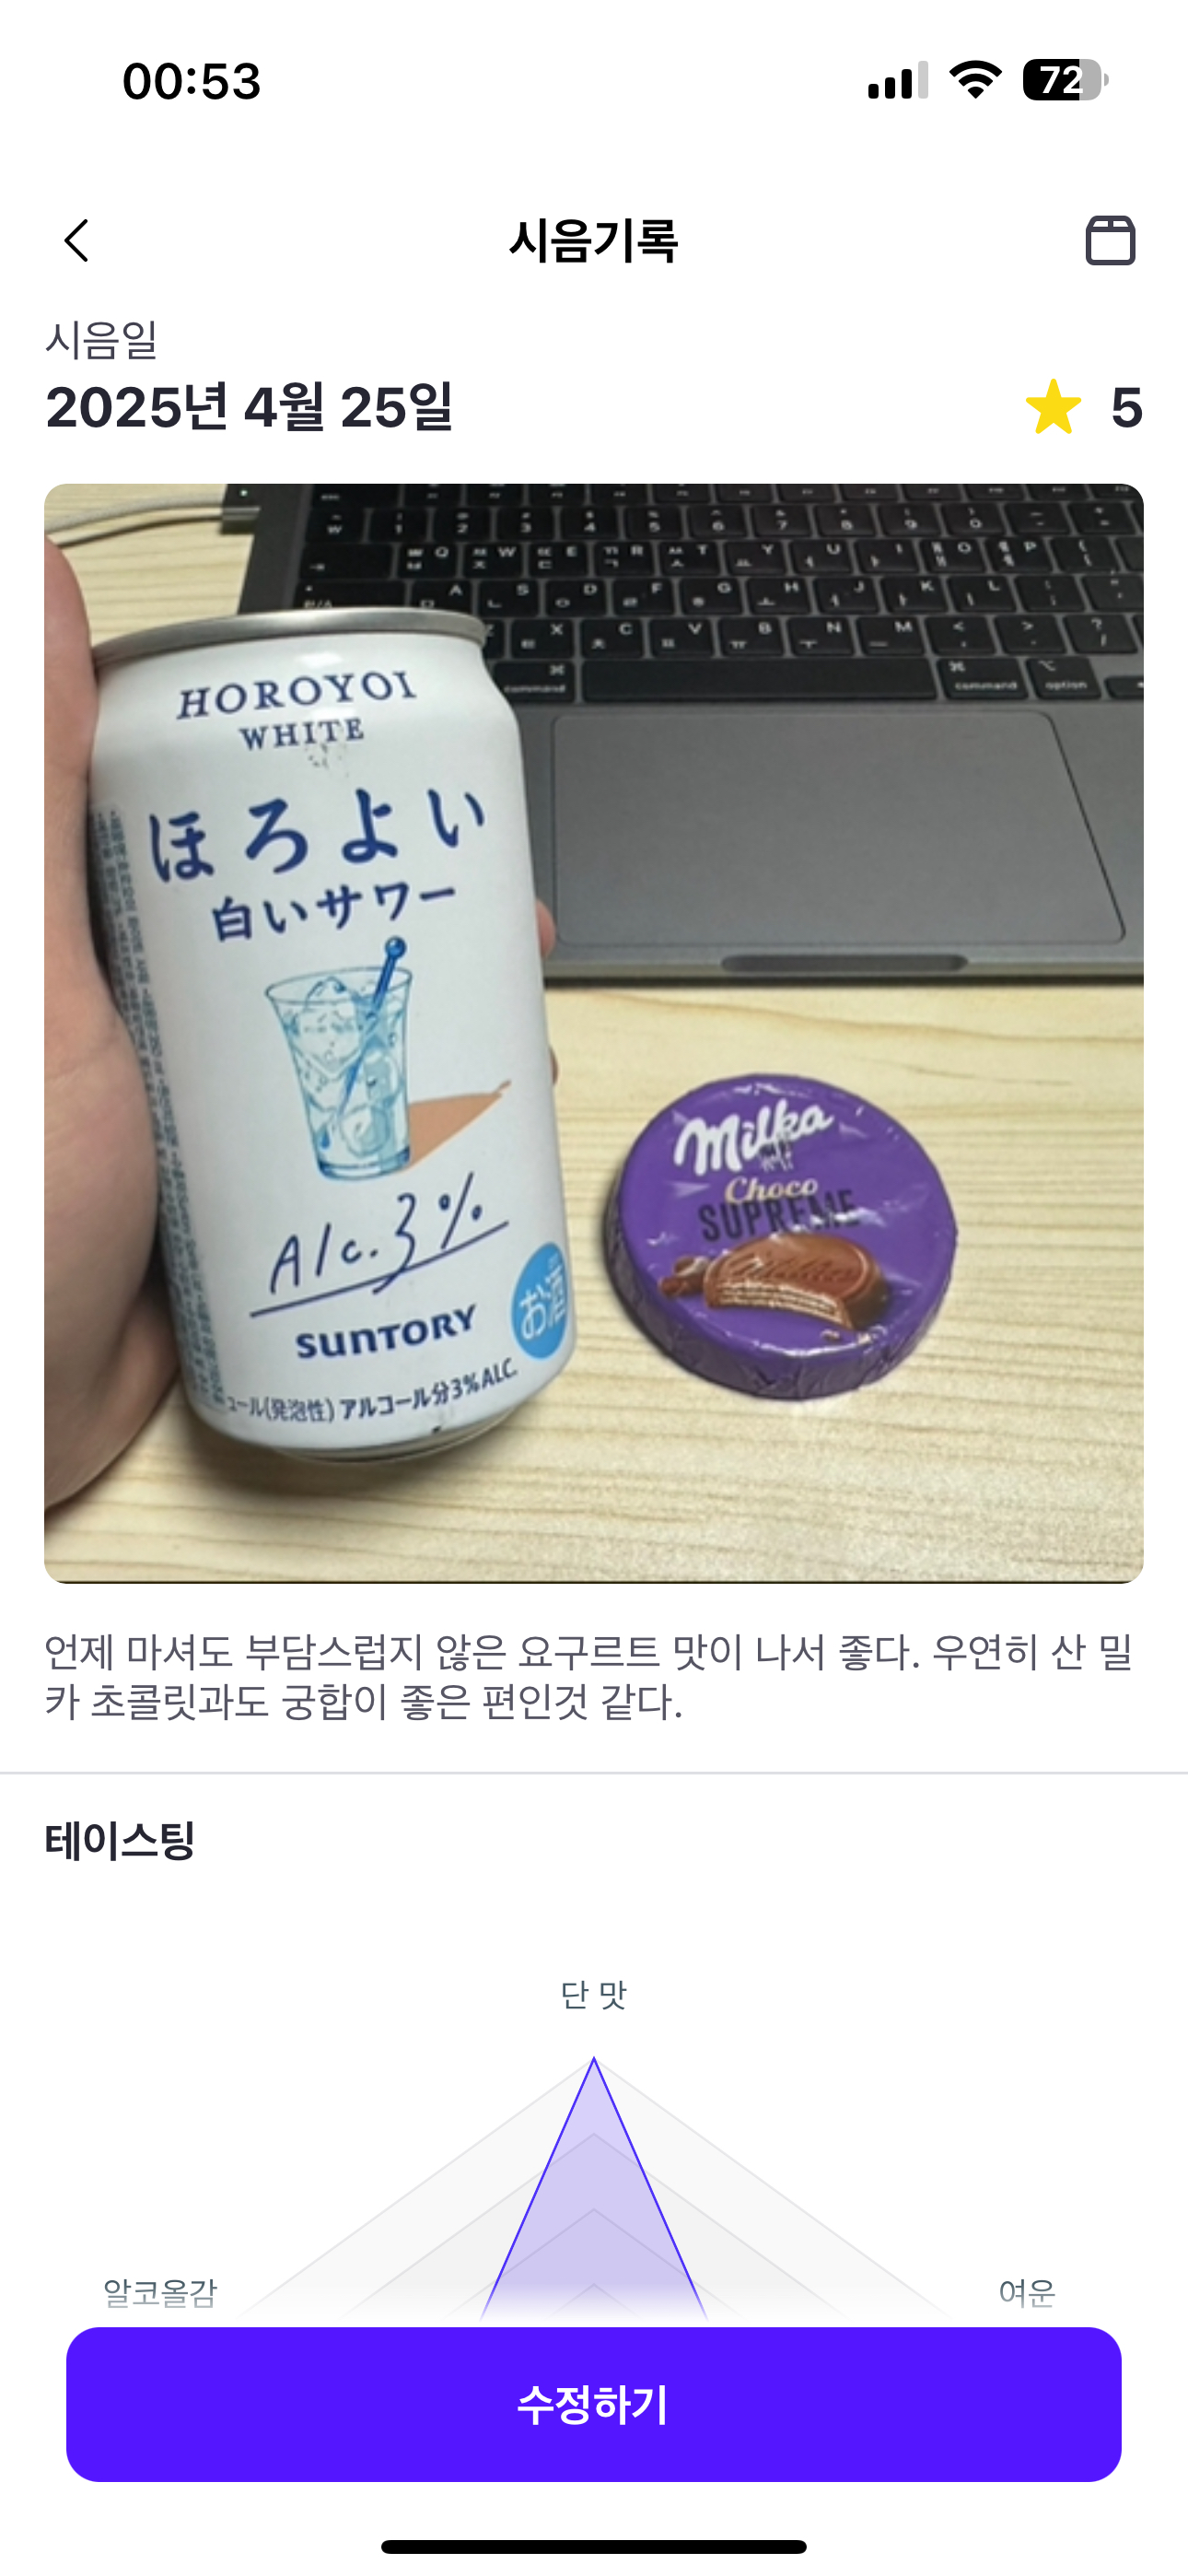 00:53
72
시음기록
시음일
2025년 4월 25일
5
HOROYOI
WHITE
ほろよい
白いサワー
Alc.3%
SUNTORY
お酒
ュール(発泡性) アルコール分3%ALC.
Milka
Choco
SUPREME
command
command
option
언제 마셔도 부담스럽지 않은 요구르트 맛이 나서 좋다. 우연히 산 밀
카 초콜릿과도 궁합이 좋은 편인것 같다.
테이스팅
단 맛
알코올감
여운
수정하기